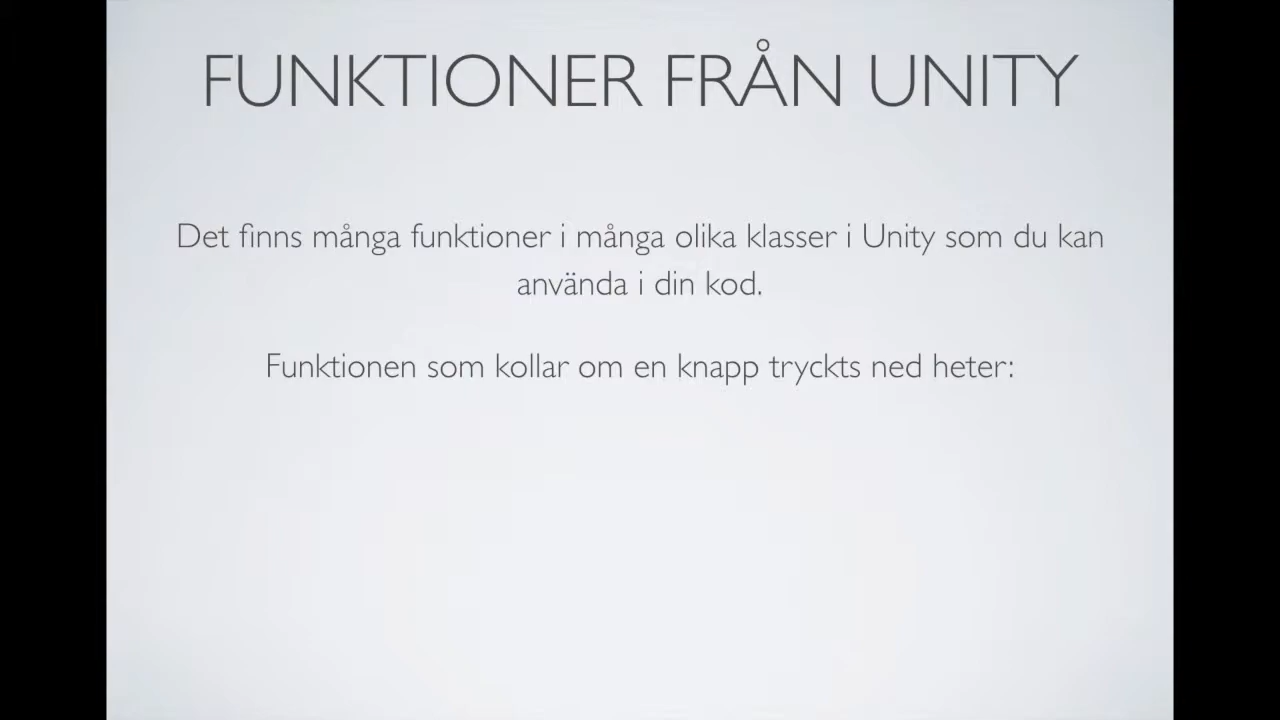 FUNKTIONER FRÅN UNITY
Det finns många funktioner i många olika klasser i Unity som du kan
använda i din kod.
Funktionen som kollar om en knapp tryckts ned heter: